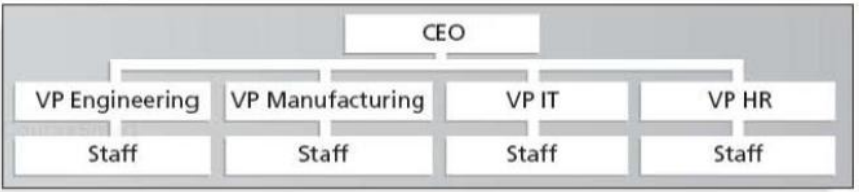 CEO
VP Engineering VP Manufacturing VP IT VP HR
Staff Staff Staff Staff